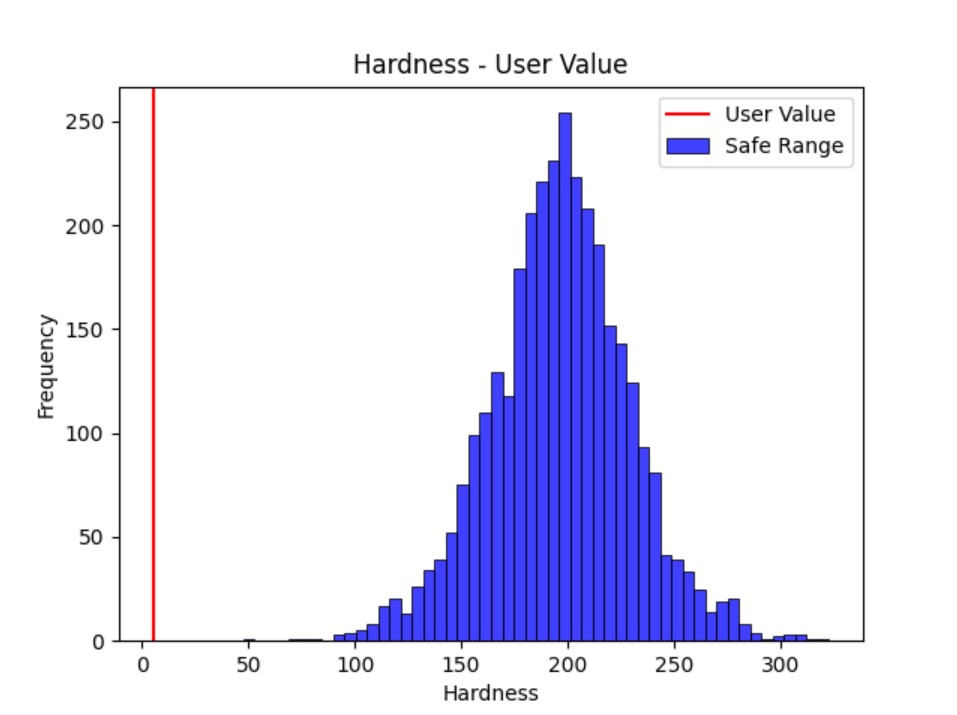 Hardness - User Value
User Value
Safe Range
Frequency
250
200
150
100
50
0
0 50 100 150 200 250 300
Hardness